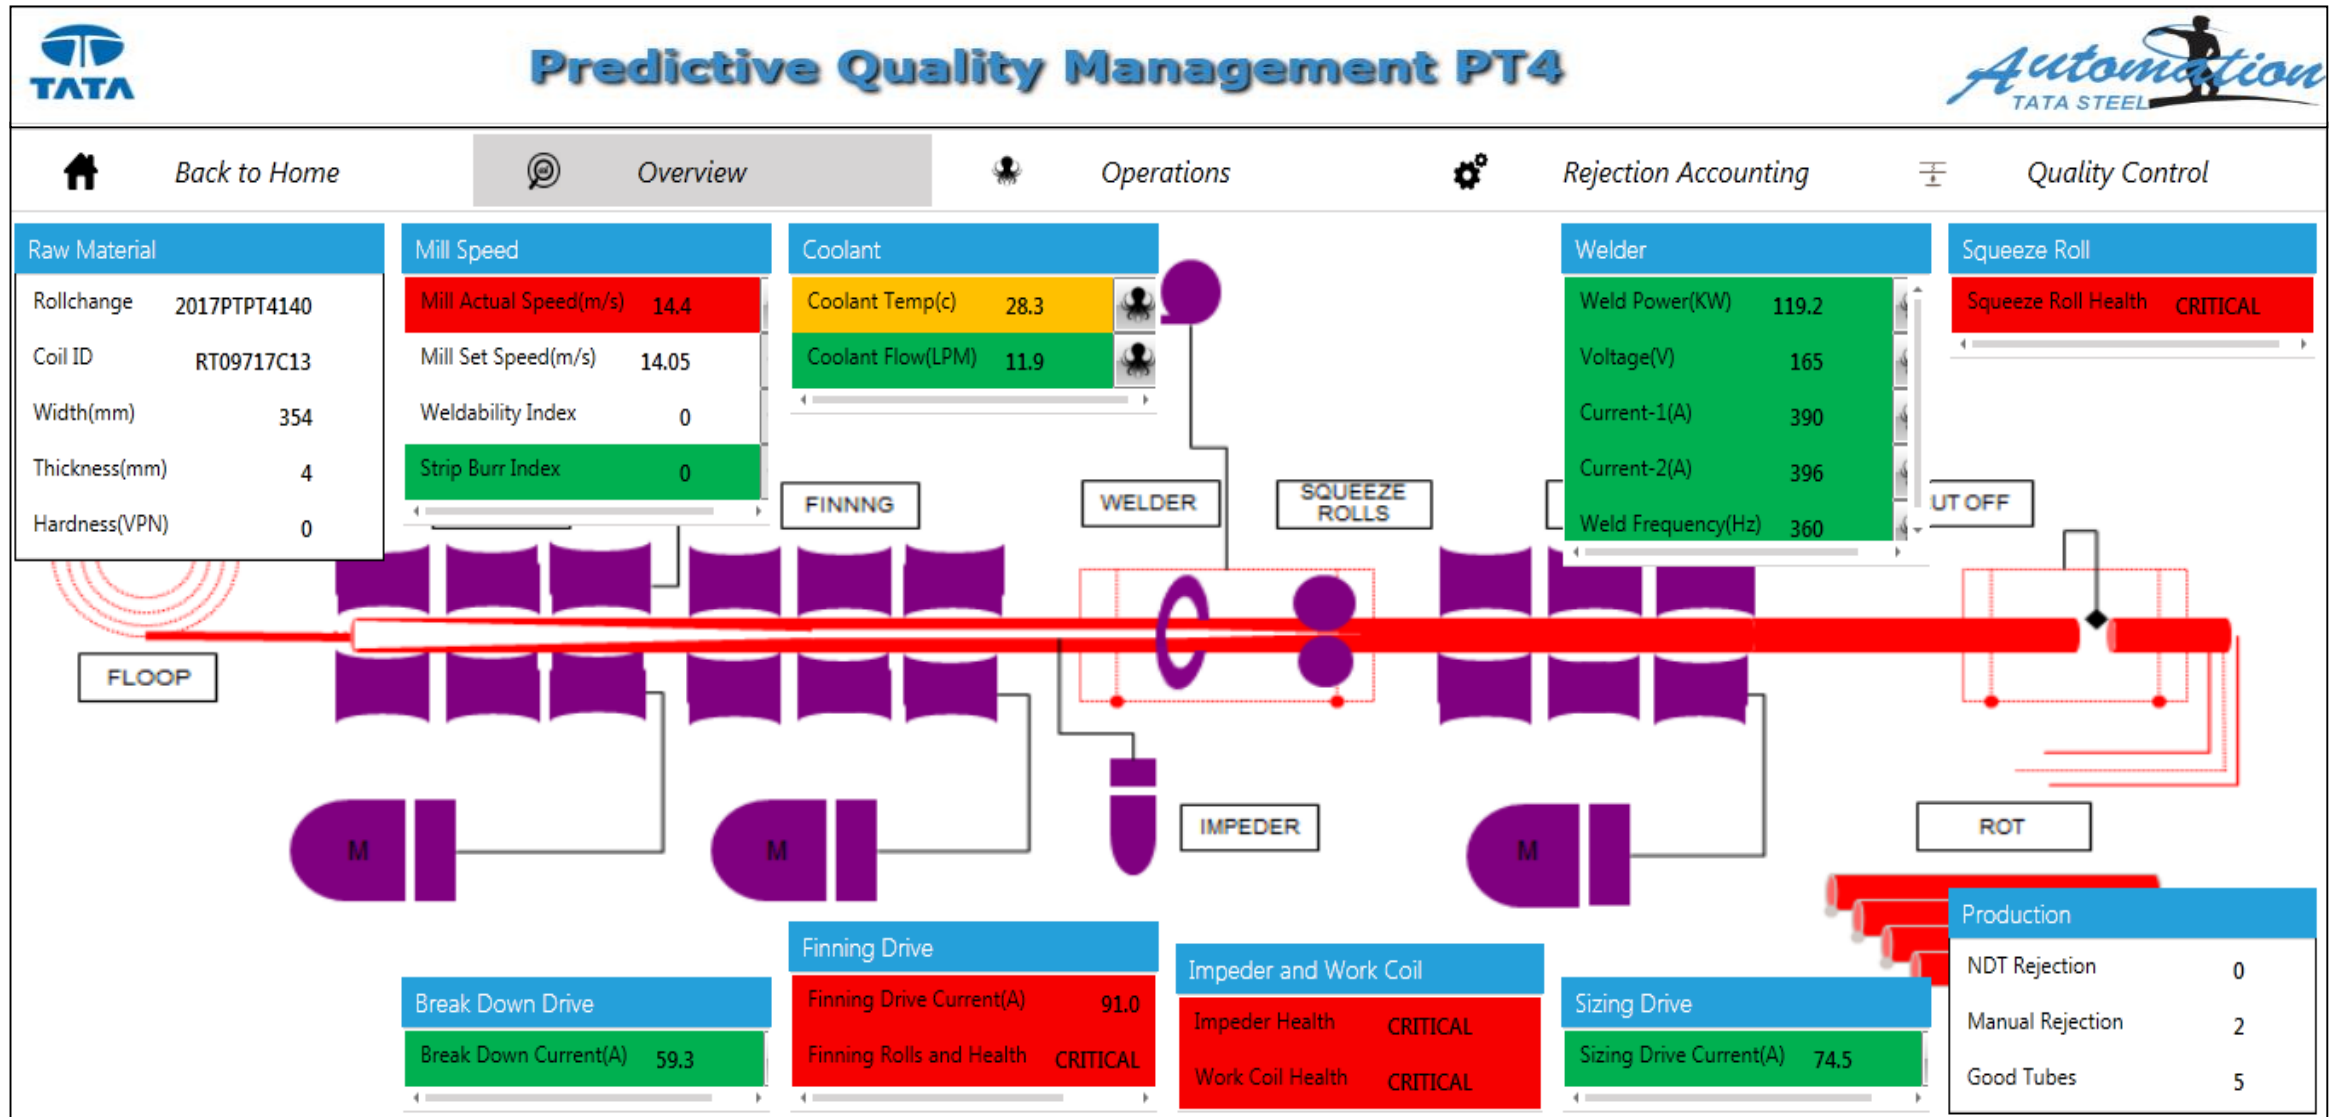 TATA
Predictive Quality Management PT4
Automation
TATA STEEL
Back to Home
Overview
Operations
Rejection Accounting
Quality Control
Raw Material
Rollchange 2017PTPT4140
Coil ID RT09717C13
Width(mm) 354
Thickness(mm) 4
Hardness(VPN) 0
Mill Speed
Mill Actual Speed(m/s) 14.4
Mill Set Speed(m/s) 14.05
Weldability Index 0
Strip Burr Index 0
Coolant
Coolant Temp(c) 28.3
Coolant Flow(LPM) 11.9
Welder
Weld Power(KW) 119.2
Voltage(V) 165
Current-1(A) 390
Current-2(A) 396
Weld Frequency(Hz) 360
Squeeze Roll
Squeeze Roll Health CRITICAL
FINNNG
WELDER
SQUEEZE
ROLLS
UT OFF
FLOOP
M
M
IMPEDER
M
ROT
Break Down Drive
Break Down Current(A) 59.3
Finning Drive
Finning Drive Current(A) 91.0
Finning Rolls and Health CRITICAL
Impeder and Work Coil
Impeder Health CRITICAL
Work Coil Health CRITICAL
Sizing Drive
Sizing Drive Current(A) 74.5
Production
NDT Rejection 0
Manual Rejection 2
Good Tubes 5